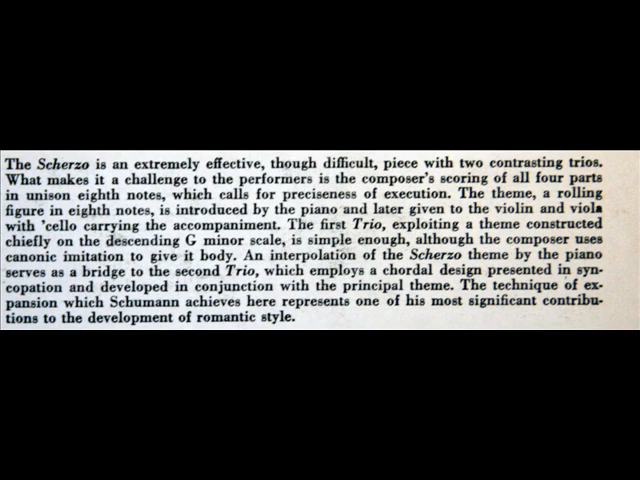 The Scherzo is an extremely effective, though difficult, piece with two contrasting trios.
What makes it a challenge to the performers is the composer's scoring of all four parts
in unison eighth notes, which calls for preciseness of execution. The theme, a rolling
figure in eighth notes, is introduced by the piano and later given to the violin and viola
with 'cello carrying the accompaniment. The first Trio, exploiting a theme constructed
chiefly on the descending G minor scale, is simple enough, although the composer uses
canonic imitation to give it body. An interpolation of the Scherzo theme by the piano
serves as a bridge to the second Trio, which employs a chordal design presented in syn-
copation and developed in conjunction with the principal theme. The technique of ex-
pansion which Schumann achieves here represents one of his most significant contribu-
tions to the development of romantic style.